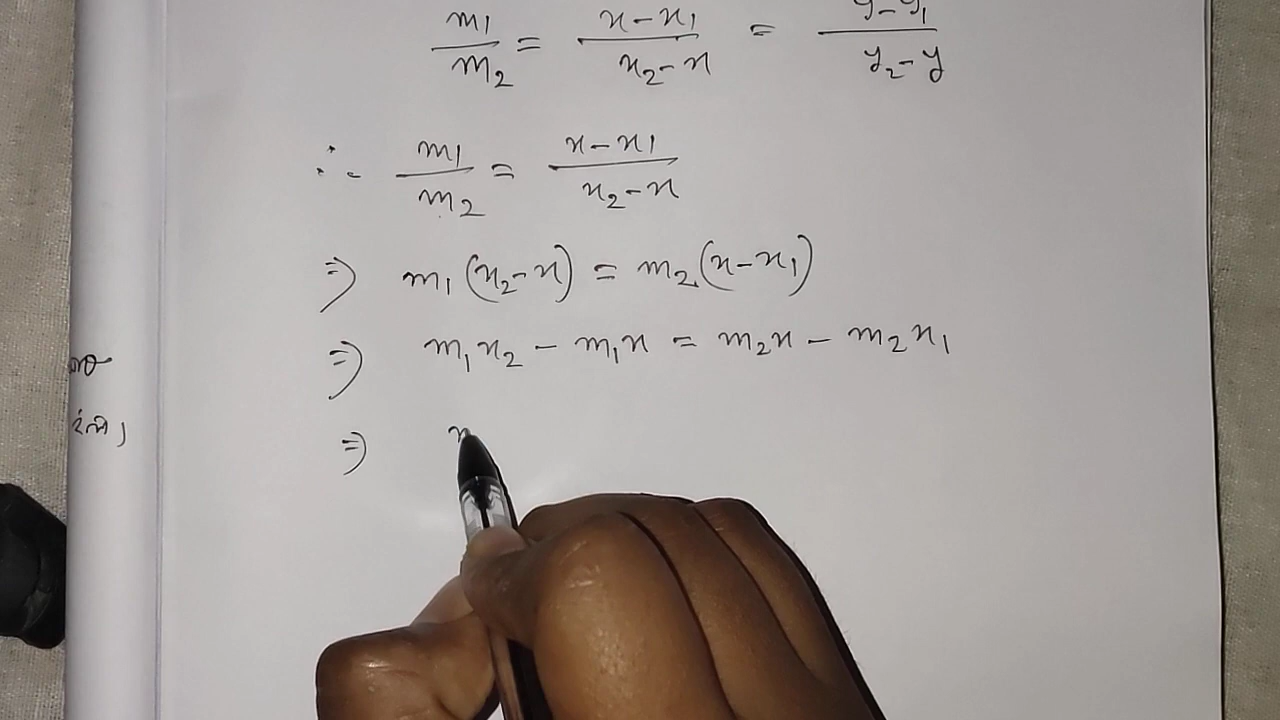 m₁/m₂ = x-x₁/x₂-x = y-y₁/y₂-y
∴ m₁/m₂ = x-x₁/x₂-x
⇒ m₁(x₂-x) = m₂(x-x₁)
⇒ m₁x₂ - m₁x = m₂x - m₂x₁
⇒